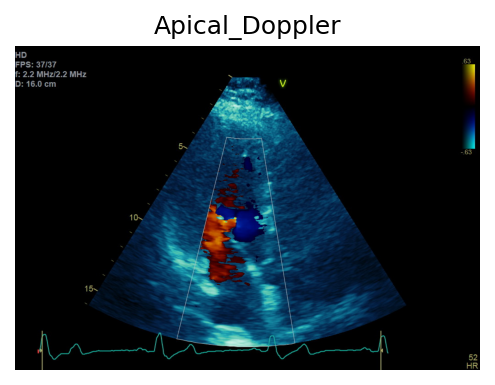 Apical_Doppler
HD
FPS: 37/37
f: 2.2 MHz/2.2 MHz
D: 16.0 cm
V
63
5
-63
10
15
52
HR